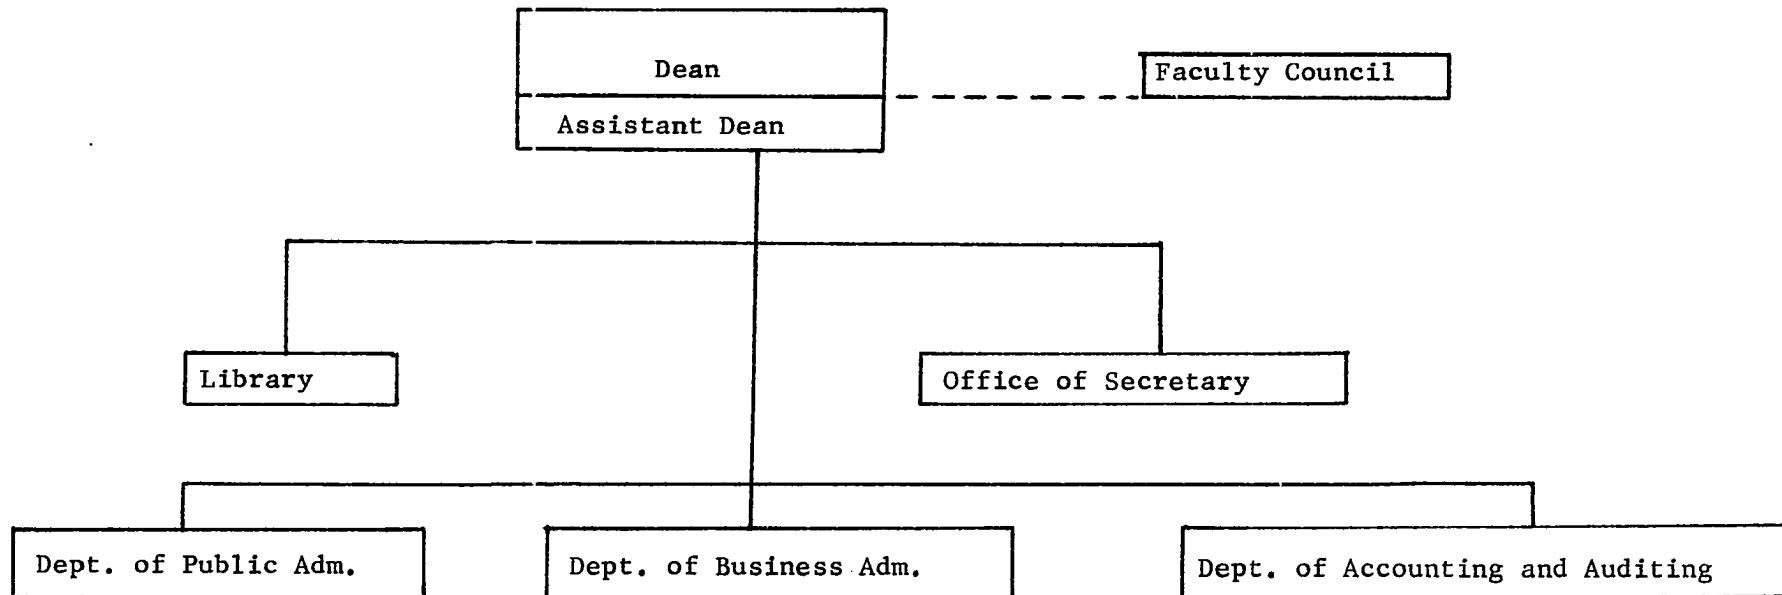 Dean
Faculty Council
Assistant Dean
Library
Office of Secretary
Dept. of Public Adm.
Dept. of Business Adm.
Dept. of Accounting and Auditing